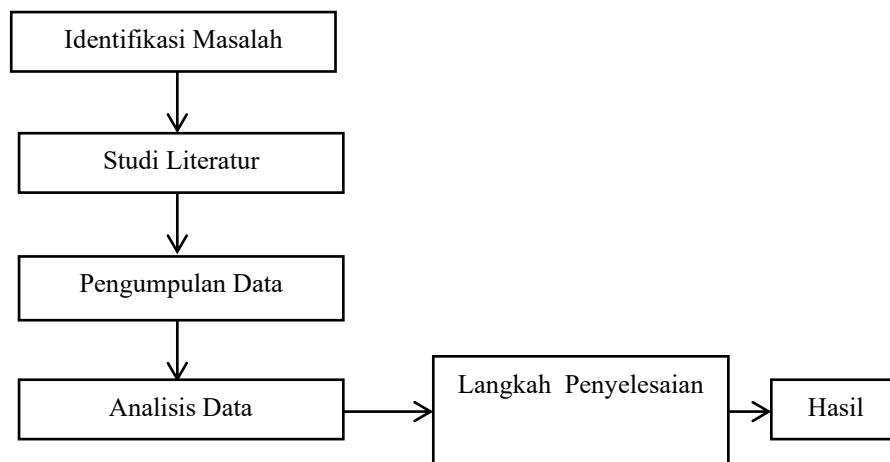 Identifikasi Masalah
Studi Literatur
Pengumpulan Data
Analisis Data
Langkah Penyelesaian
Hasil